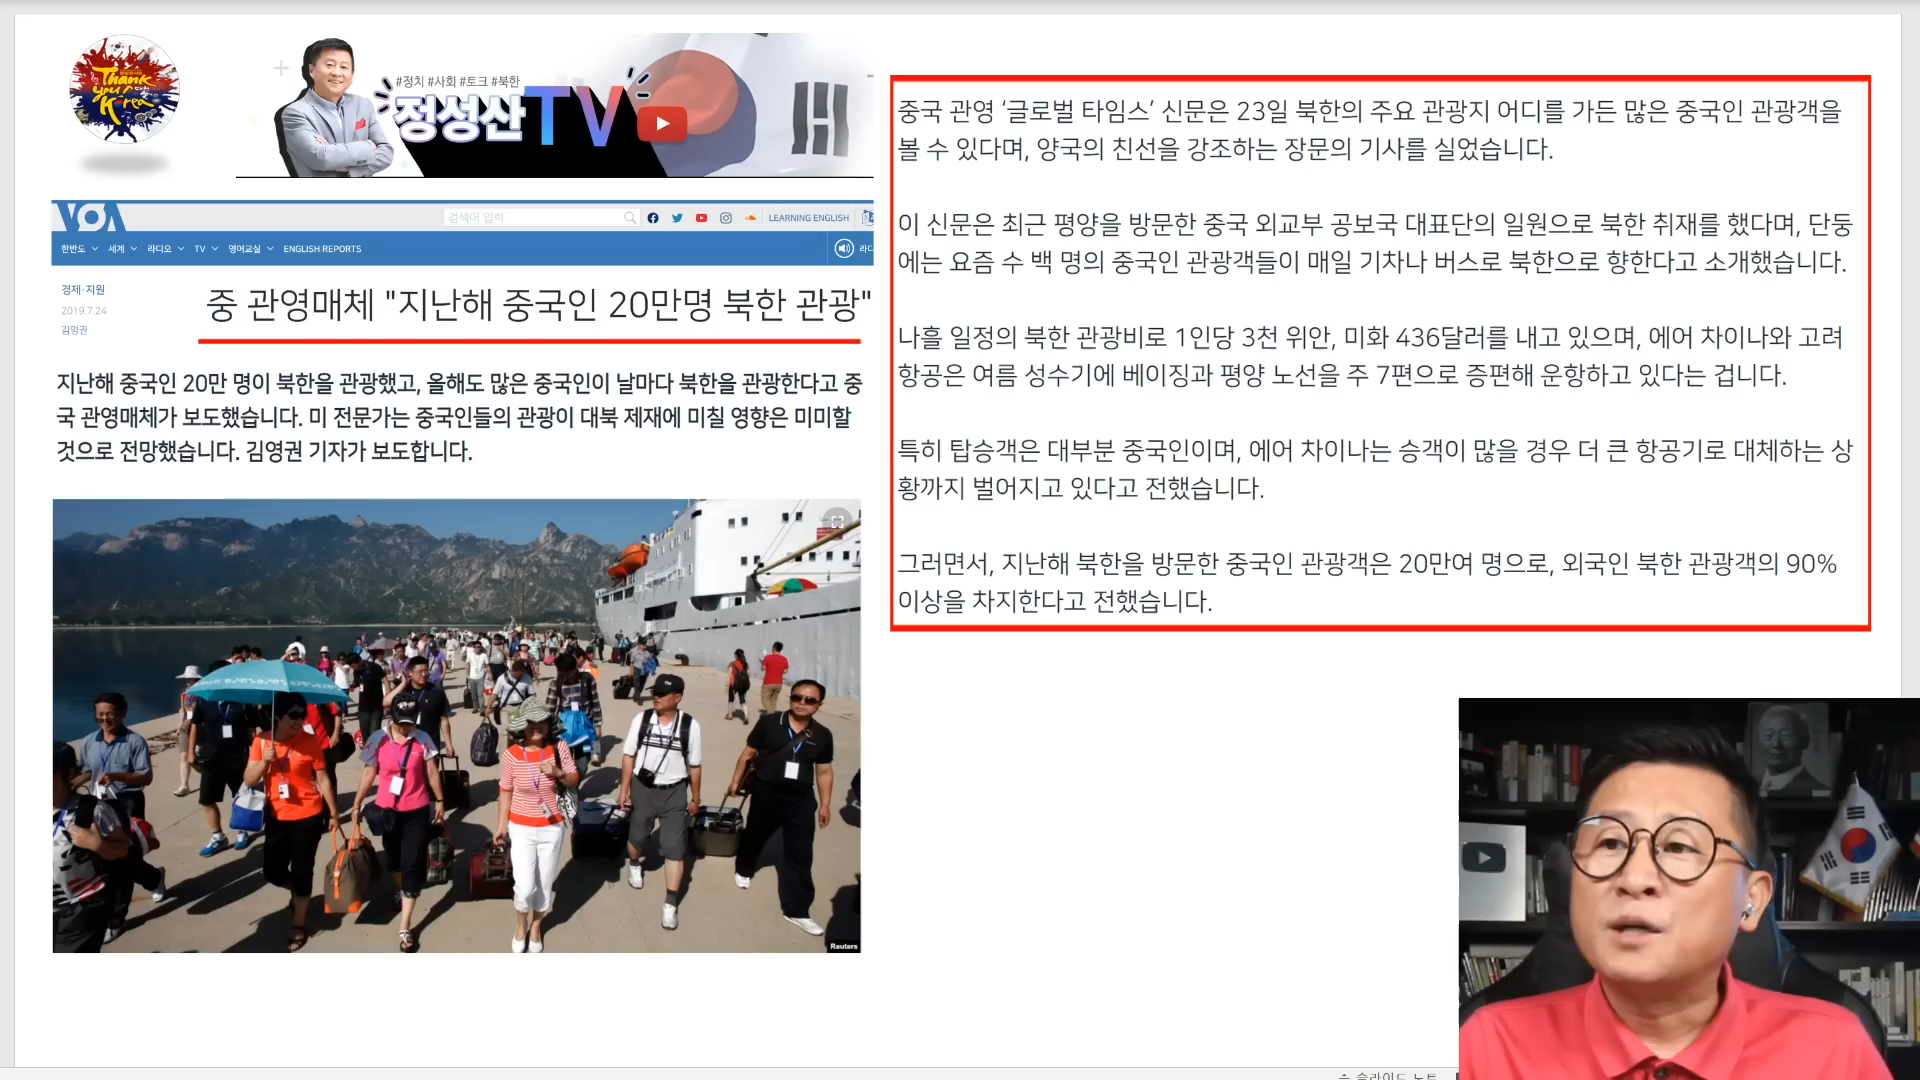 Thank
you
Korea
#정치 #사회 #토크 #북한
정성산TV
VOA
검색어 입력
LEARNING ENGLISH
한반도 세계 라디오 TV 영어교실 ENGLISH REPORTS
경제·지원
2019.7.24
김영권
중 관영매체 "지난해 중국인 20만명 북한 관광"
지난해 중국인 20만 명이 북한을 관광했고, 올해도 많은 중국인이 날마다 북한을 관광한다고 중
국 관영매체가 보도했습니다. 미 전문가는 중국인들의 관광이 대북 제재에 미칠 영향은 미미할
것으로 전망했습니다. 김영권 기자가 보도합니다.
Reuters
중국 관영 ‘글로벌 타임스’ 신문은 23일 북한의 주요 관광지 어디를 가든 많은 중국인 관광객을
볼 수 있다며, 양국의 친선을 강조하는 장문의 기사를 실었습니다.
이 신문은 최근 평양을 방문한 중국 외교부 공보국 대표단의 일원으로 북한 취재를 했다며, 단둥
에는 요즘 수 백 명의 중국인 관광객들이 매일 기차나 버스로 북한으로 향한다고 소개했습니다.
나흘 일정의 북한 관광비로 1인당 3천 위안, 미화 436달러를 내고 있으며, 에어 차이나와 고려
항공은 여름 성수기에 베이징과 평양 노선을 주 7편으로 증편해 운항하고 있다는 겁니다.
특히 탑승객은 대부분 중국인이며, 에어 차이나는 승객이 많을 경우 더 큰 항공기로 대체하는 상
황까지 벌어지고 있다고 전했습니다.
그러면서, 지난해 북한을 방문한 중국인 관광객은 20만여 명으로, 외국인 북한 관광객의 90%
이상을 차지한다고 전했습니다.